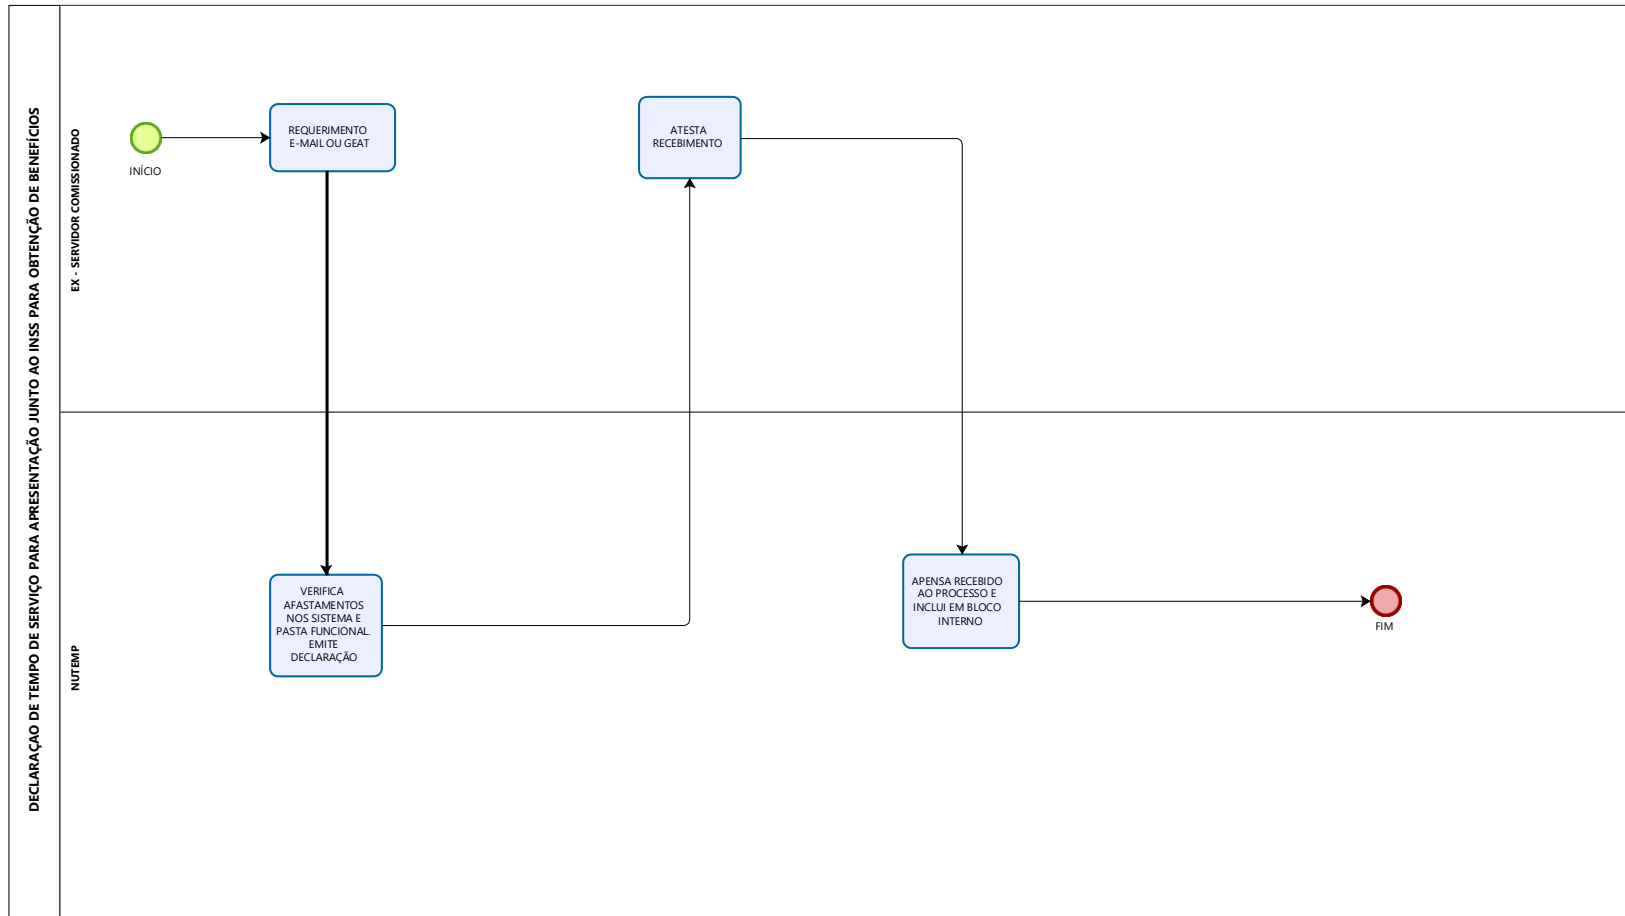 DECLARAÇAO DE TEMPO DE SERVIÇO PARA APRESENTAÇÃO JUNTO AO INSS PARA OBTENÇÃO DE BENEFÍCIOS
EX - SERVIDOR COMISSIONADO
INÍCIO
REQUERIMENTO
E-MAIL OU GEAT
ATESTA
RECEBIMENTO
NUTEMP
VERIFICA
AFASTAMENTOS
NOS SISTEMA E
PASTA FUNCIONAL.
EMITE
DECLARAÇÃO
APENSA RECEBIDO
AO PROCESSO E
INCLUI EM BLOCO
INTERNO
FIM